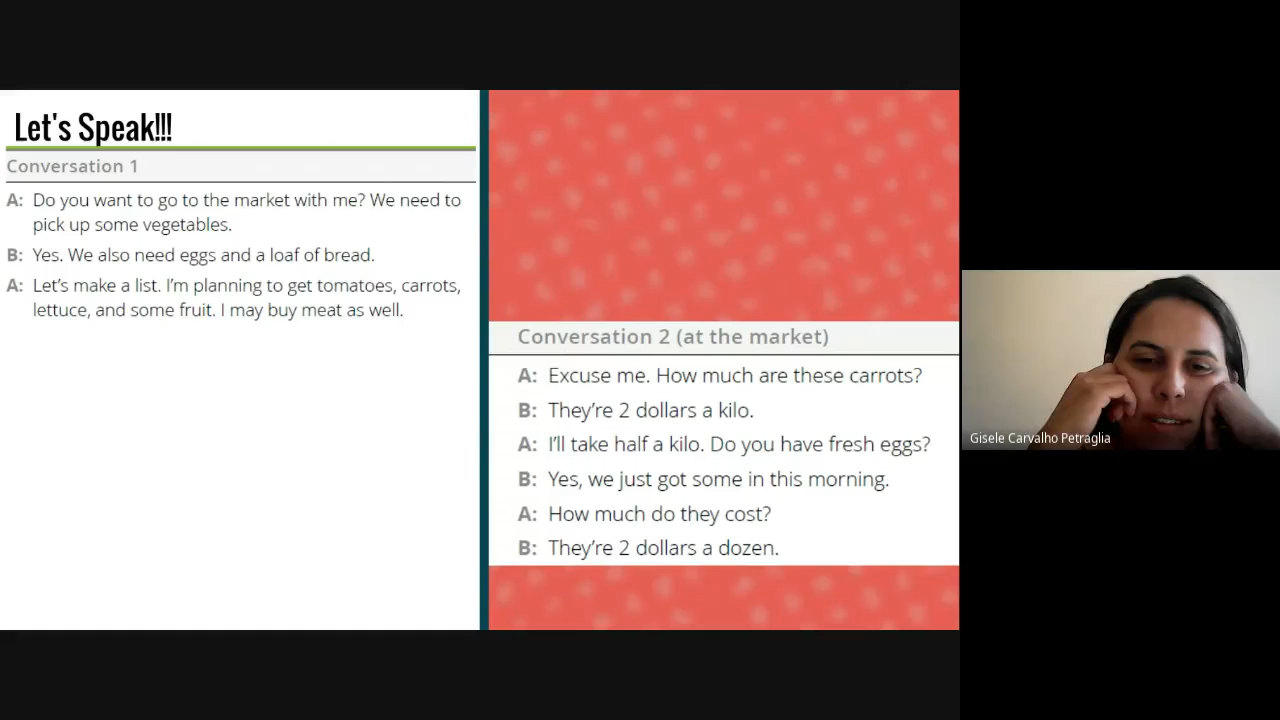 Let's Speak!!!
Conversation 1
A: Do you want to go to the market with me? We need to
pick up some vegetables.
B: Yes. We also need eggs and a loaf of bread.
A: Let’s make a list. I’m planning to get tomatoes, carrots,
lettuce, and some fruit. I may buy meat as well.
Conversation 2 (at the market)
A: Excuse me. How much are these carrots?
B: They’re 2 dollars a kilo.
A: I’ll take half a kilo. Do you have fresh eggs?
B: Yes, we just got some in this morning.
A: How much do they cost?
B: They’re 2 dollars a dozen.
Gisele Carvalho Petraglia